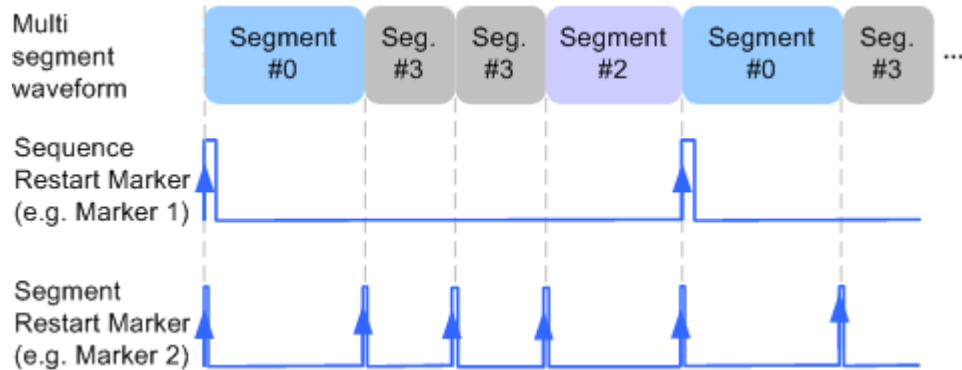 Multi
segment
waveform
Segment
#0
Seg.
#3
Seg.
#3
Segment
#2
Segment
#0
Seg.
#3
...
Sequence
Restart Marker
(e.g. Marker 1)
Segment
Restart Marker
(e.g. Marker 2)